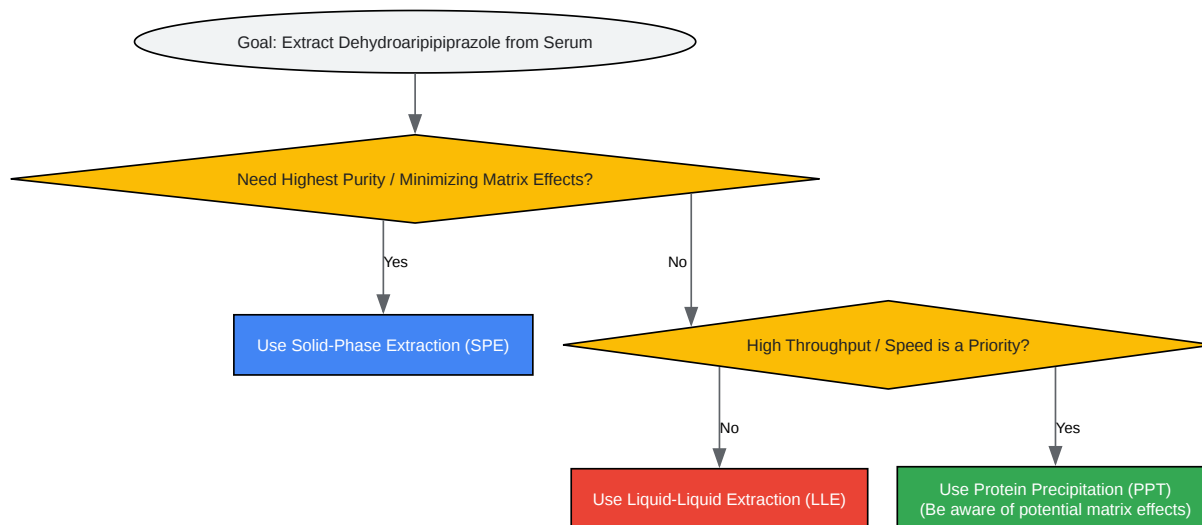 Goal: Extract Dehydroaripipiprazole from Serum
Need Highest Purity / Minimizing Matrix Effects?
Yes
No
Use Solid-Phase Extraction (SPE)
High Throughput / Speed is a Priority?
No
Yes
Use Liquid-Liquid Extraction (LLE)
Use Protein Precipitation (PPT)
(Be aware of potential matrix effects)